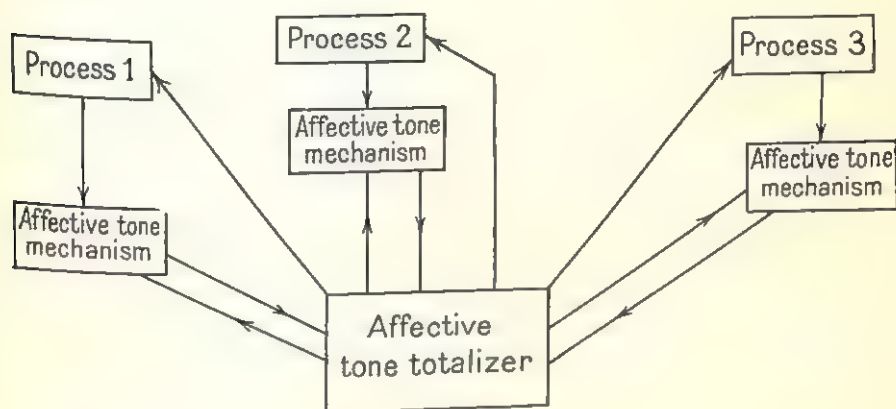 Process 1
Process 2
Process 3
Affective tone
mechanism
Affective tone
mechanism
Affective tone
mechanism
Affective
tone totalizer